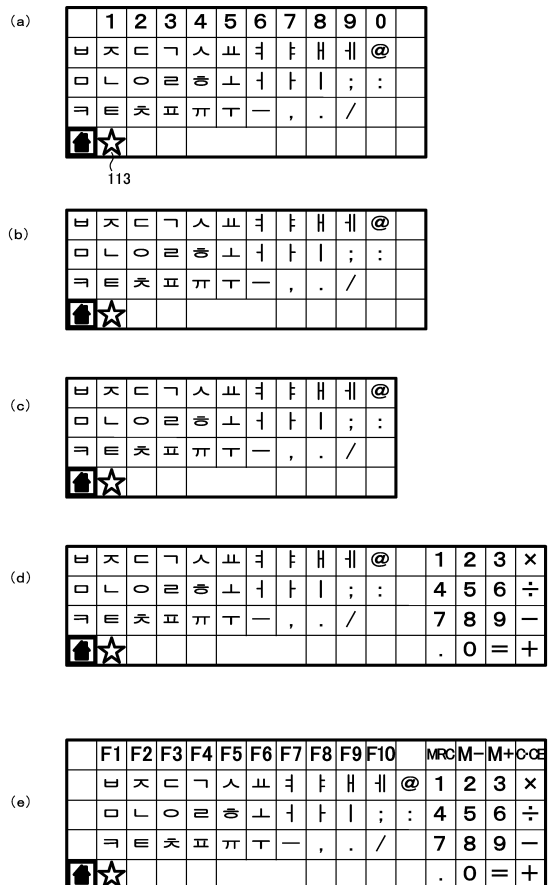 (a)
1 2 3 4 5 6 7 8 9 0
ㅂ ㅈ ㄷ ㄱ ㅅ ㅛ ㅕ ㅑ ㅐ ㅔ @
ㅁ ㄴ ㅇ ㄹ ㅎ ㅗ ㅓ ㅏ ㅣ ; :
ㅋ ㅌ ㅊ ㅍ ㅠ ㅜ ㅡ , . /
113
(b)
ㅂ ㅈ ㄷ ㄱ ㅅ ㅛ ㅕ ㅑ ㅐ ㅔ @
ㅁ ㄴ ㅇ ㄹ ㅎ ㅗ ㅓ ㅏ ㅣ ; :
ㅋ ㅌ ㅊ ㅍ ㅠ ㅜ ㅡ , . /
(c)
ㅂ ㅈ ㄷ ㄱ ㅅ ㅛ ㅕ ㅑ ㅐ ㅔ @
ㅁ ㄴ ㅇ ㄹ ㅎ ㅗ ㅓ ㅏ ㅣ ; :
ㅋ ㅌ ㅊ ㅍ ㅠ ㅜ ㅡ , . /
(d)
ㅂ ㅈ ㄷ ㄱ ㅅ ㅛ ㅕ ㅑ ㅐ ㅔ @ 1 2 3 ×
ㅁ ㄴ ㅇ ㄹ ㅎ ㅗ ㅓ ㅏ ㅣ ; : 4 5 6 ÷
ㅋ ㅌ ㅊ ㅍ ㅠ ㅜ ㅡ , . / 7 8 9 −
. 0 = +
(e)
F1 F2 F3 F4 F5 F6 F7 F8 F9 F10 MRC M− M+ C·CE
ㅂ ㅈ ㄷ ㄱ ㅅ ㅛ ㅕ ㅑ ㅐ ㅔ @ 1 2 3 ×
ㅁ ㄴ ㅇ ㄹ ㅎ ㅗ ㅓ ㅏ ㅣ ; : 4 5 6 ÷
ㅋ ㅌ ㅊ ㅍ ㅠ ㅜ ㅡ , . / 7 8 9 −
. 0 = +